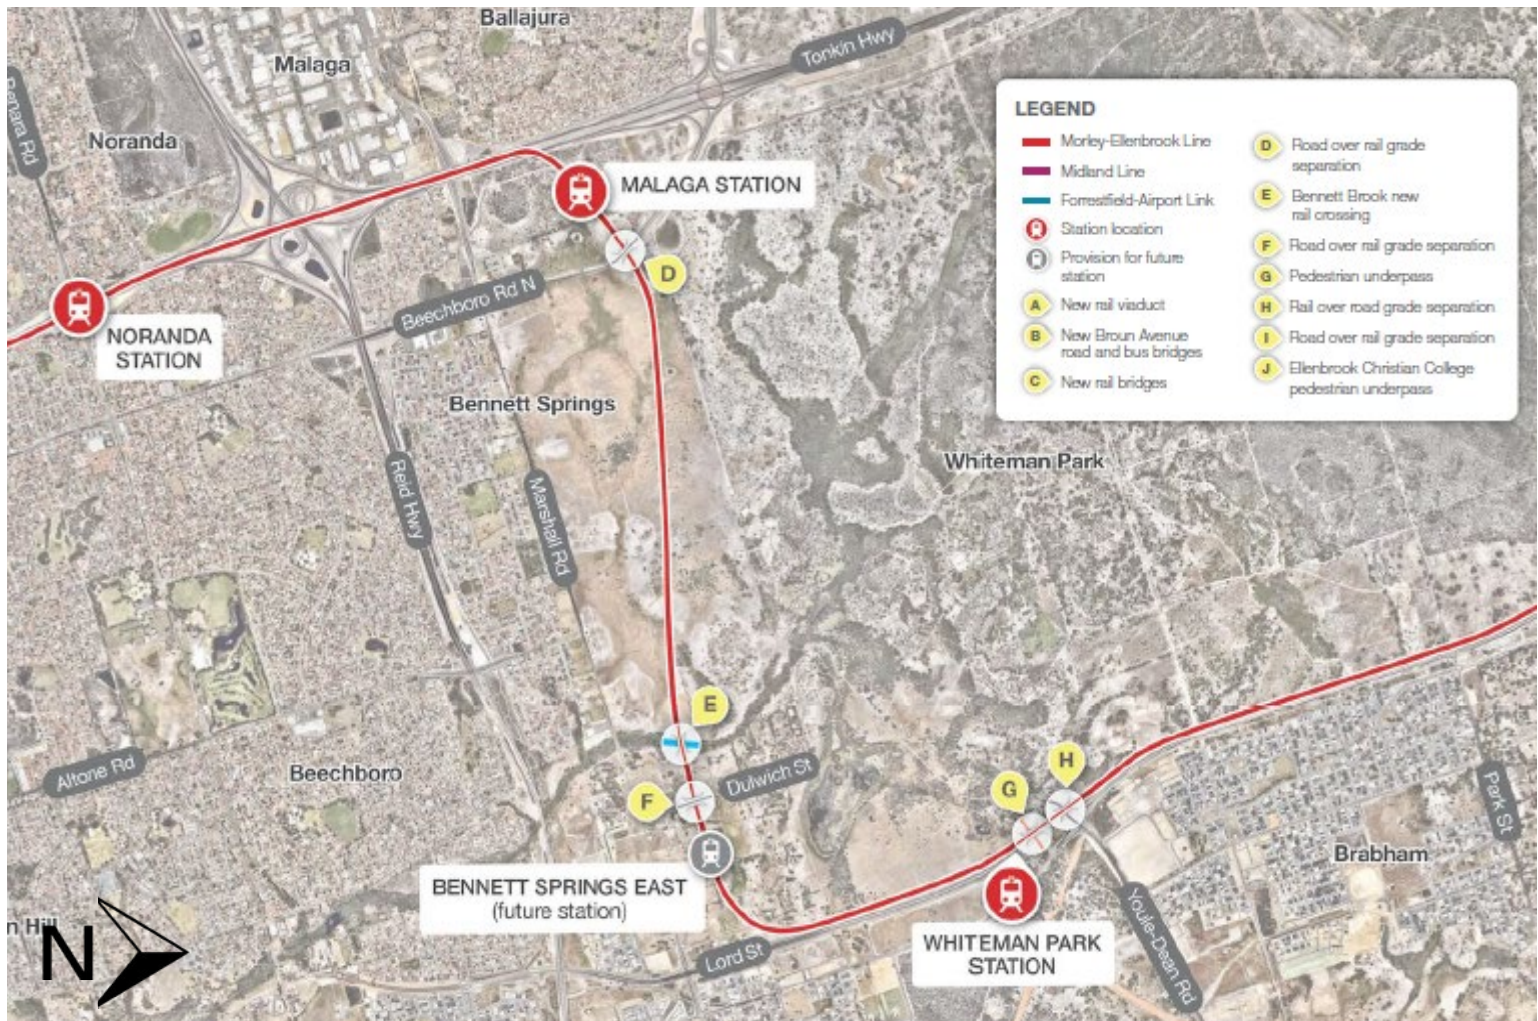 Ballajura
Tonkin Hwy
Malaga
Benara Rd
Noranda
MALAGA STATION
D
Beechboro Rd N
NORANDA
STATION
Bennett Springs
Reid Hwy
Marshall Rd
Whiteman Park
LEGEND
Morley-Ellenbrook Line
Midland Line
Forrestfield-Airport Link
Station location
Provision for future
station
A New rail viaduct
B New Broun Avenue
road and bus bridges
C New rail bridges
D Road over rail grade
separation
E Bennett Brook new
rail crossing
F Road over rail grade separation
G Pedestrian underpass
H Rail over road grade separation
I Road over rail grade separation
J Ellenbrook Christian College
pedestrian underpass
E
Altone Rd
Beechboro
F
Dulwich St
H
G
Park St
Brabham
BENNETT SPRINGS EAST
(future station)
Lord St
WHITEMAN PARK
STATION
Youle-Dean Rd
n Hill
N